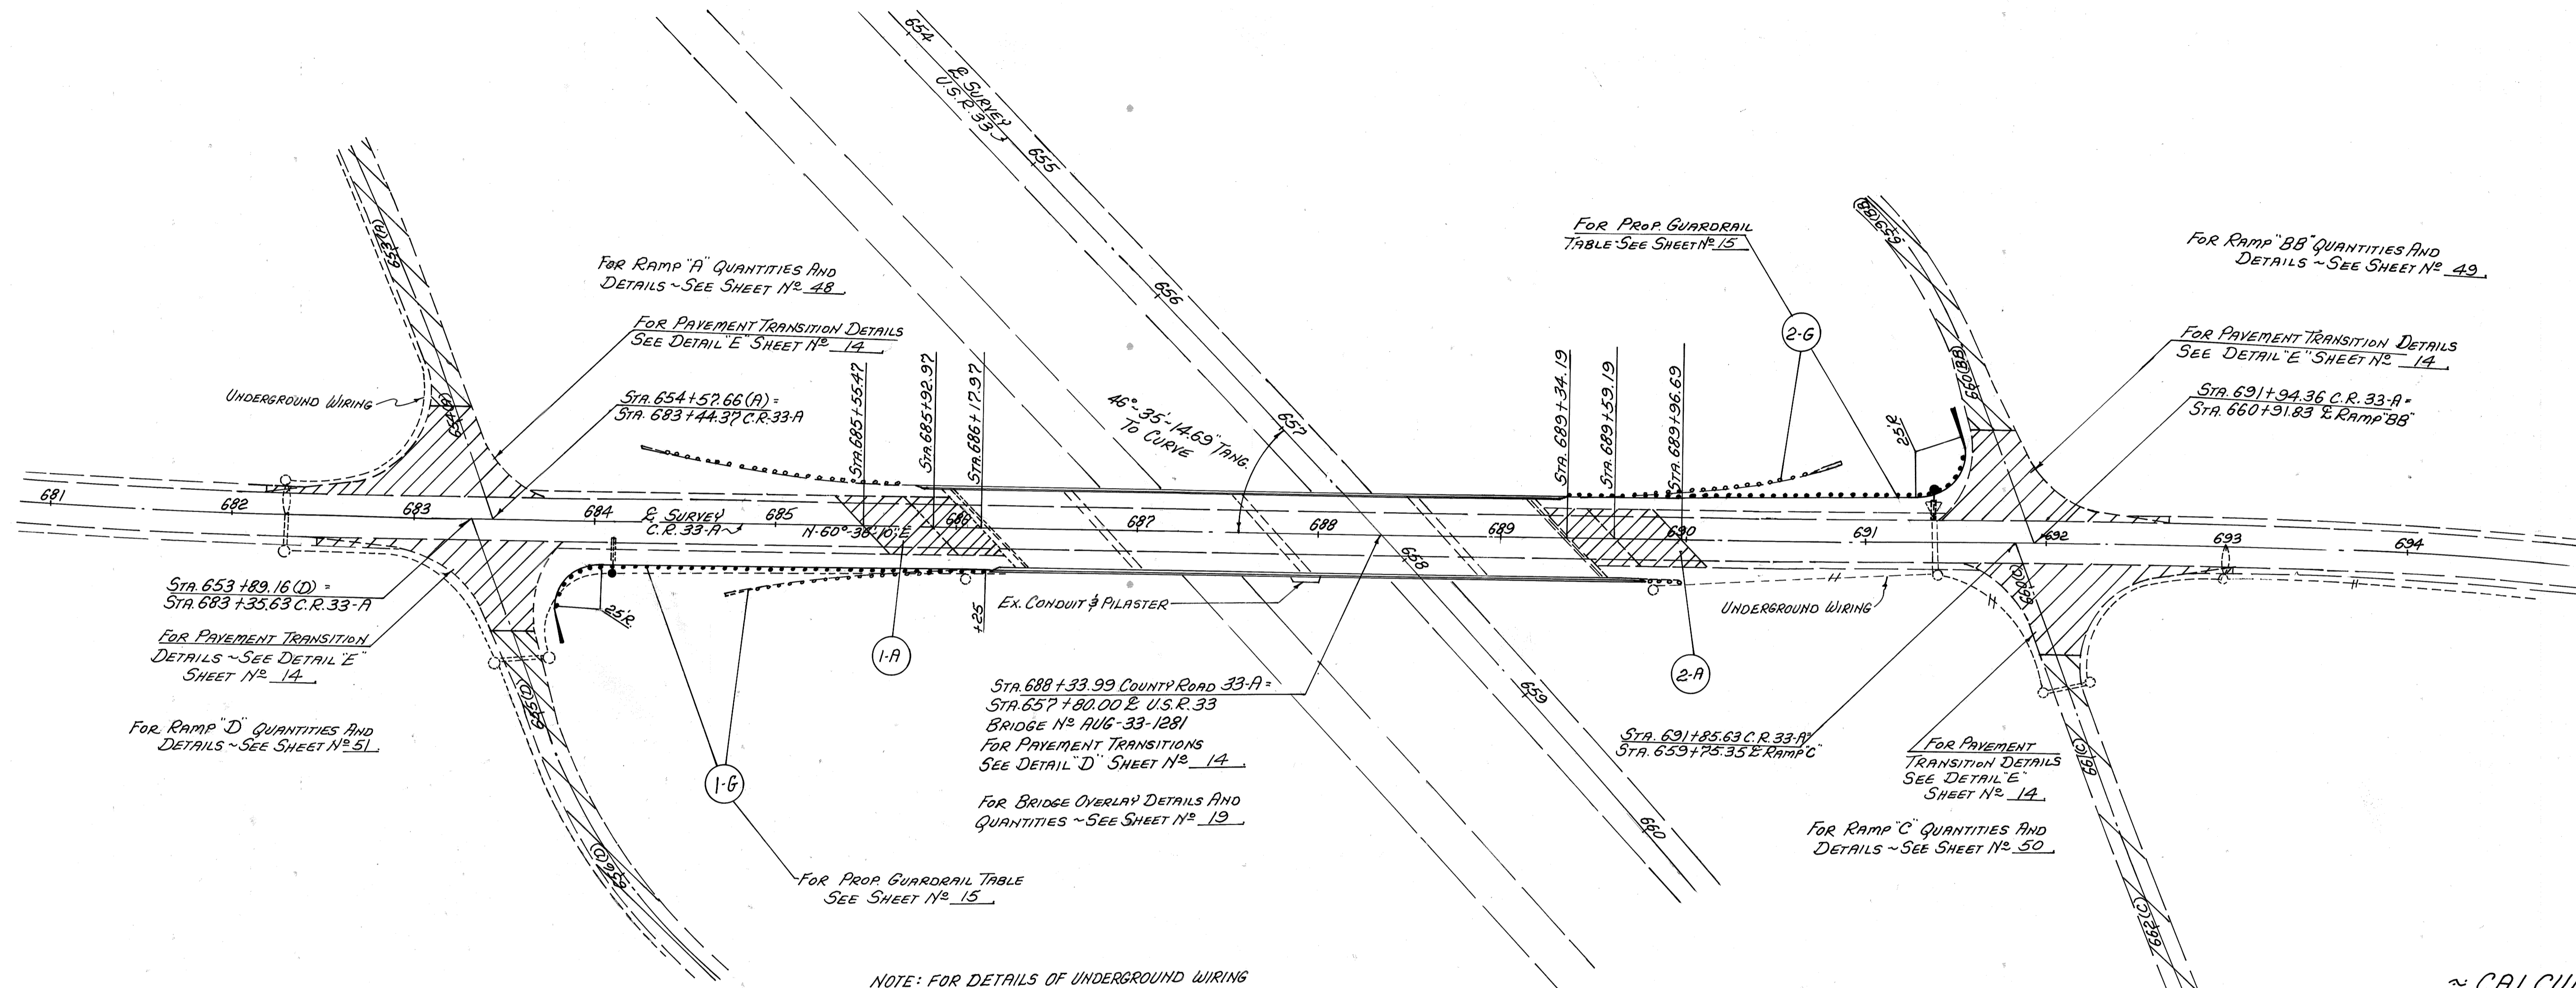 654
℄ SURVEY
U.S.R. 33
655
656
657
658
659
660
46°-35'-14.69" TANG.
TO CURVE
653(A)
FOR RAMP "A" QUANTITIES AND
DETAILS ~ SEE SHEET Nº 48
FOR PAVEMENT TRANSITION DETAILS
SEE DETAIL "E" SHEET Nº 14
UNDERGROUND WIRING
STA. 654+57.66 (A) =
STA. 683+44.37 C.R. 33-A
STA. 685+55.47
STA. 685+92.97
STA. 686+17.97
FOR PROP. GUARDRAIL
TABLE SEE SHEET Nº 15
2-G
STA. 689+34.19
STA. 689+59.19
STA. 689+96.69
25'R.
659(BB)
660(BB)
FOR RAMP "BB" QUANTITIES AND
DETAILS ~ SEE SHEET Nº 49
FOR PAVEMENT TRANSITION DETAILS
SEE DETAIL "E" SHEET Nº 14
STA. 691+94.36 C.R. 33-A =
STA. 660+91.83 ℄ RAMP "BB"
654(A)
681
682
683
684
℄ SURVEY
C.R. 33-A
685
N-60°-38'-10"E
686
687
688
689
690
691
692
693
694
STA. 653+89.16 (D) =
STA. 683+35.63 C.R. 33-A
FOR PAVEMENT TRANSITION
DETAILS ~ SEE DETAIL "E"
SHEET Nº 14
FOR RAMP "D" QUANTITIES AND
DETAILS ~ SEE SHEET Nº 51
25'R.
655(D)
656(D)
1-G
1-A
+25
EX. CONDUIT & PILASTER
STA. 688+33.99 COUNTY ROAD 33-A =
STA. 657+80.00 ℄ U.S.R. 33
BRIDGE Nº AUG-33-1281
FOR PAVEMENT TRANSITIONS
SEE DETAIL "D" SHEET Nº 14
FOR BRIDGE OVERLAY DETAILS AND
QUANTITIES ~ SEE SHEET Nº 19
FOR PROP. GUARDRAIL TABLE
SEE SHEET Nº 15
2-A
UNDERGROUND WIRING
STA. 691+85.63 C.R. 33-A =
STA. 659+75.35 ℄ RAMP "C"
FOR PAVEMENT
TRANSITION DETAILS
SEE DETAIL "E"
SHEET Nº 14
FOR RAMP "C" QUANTITIES AND
DETAILS ~ SEE SHEET Nº 50
660(C)
661(C)
662(C)
NOTE: FOR DETAILS OF UNDERGROUND WIRING